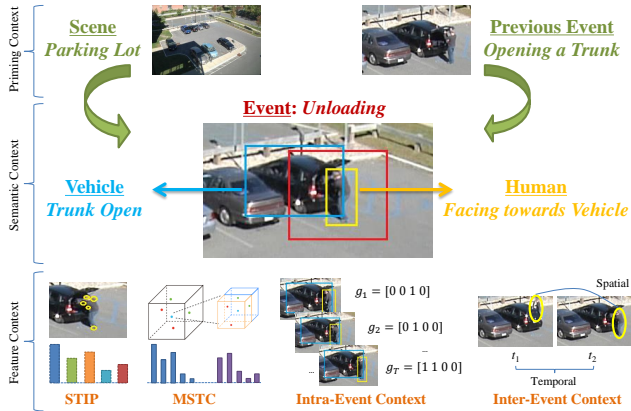 Priming Context
Scene
Parking Lot
Previous Event
Opening a Trunk
Semantic Context
Event: Unloading
Vehicle
Trunk Open
Human
Facing towards Vehicle
Feature Context
STIP
MSTC
g1 = [0 0 1 0]
g2 = [0 1 0 0]
...
... gT = [1 1 0 0]
Intra-Event Context
Spatial
t1 t2
Temporal
Inter-Event Context